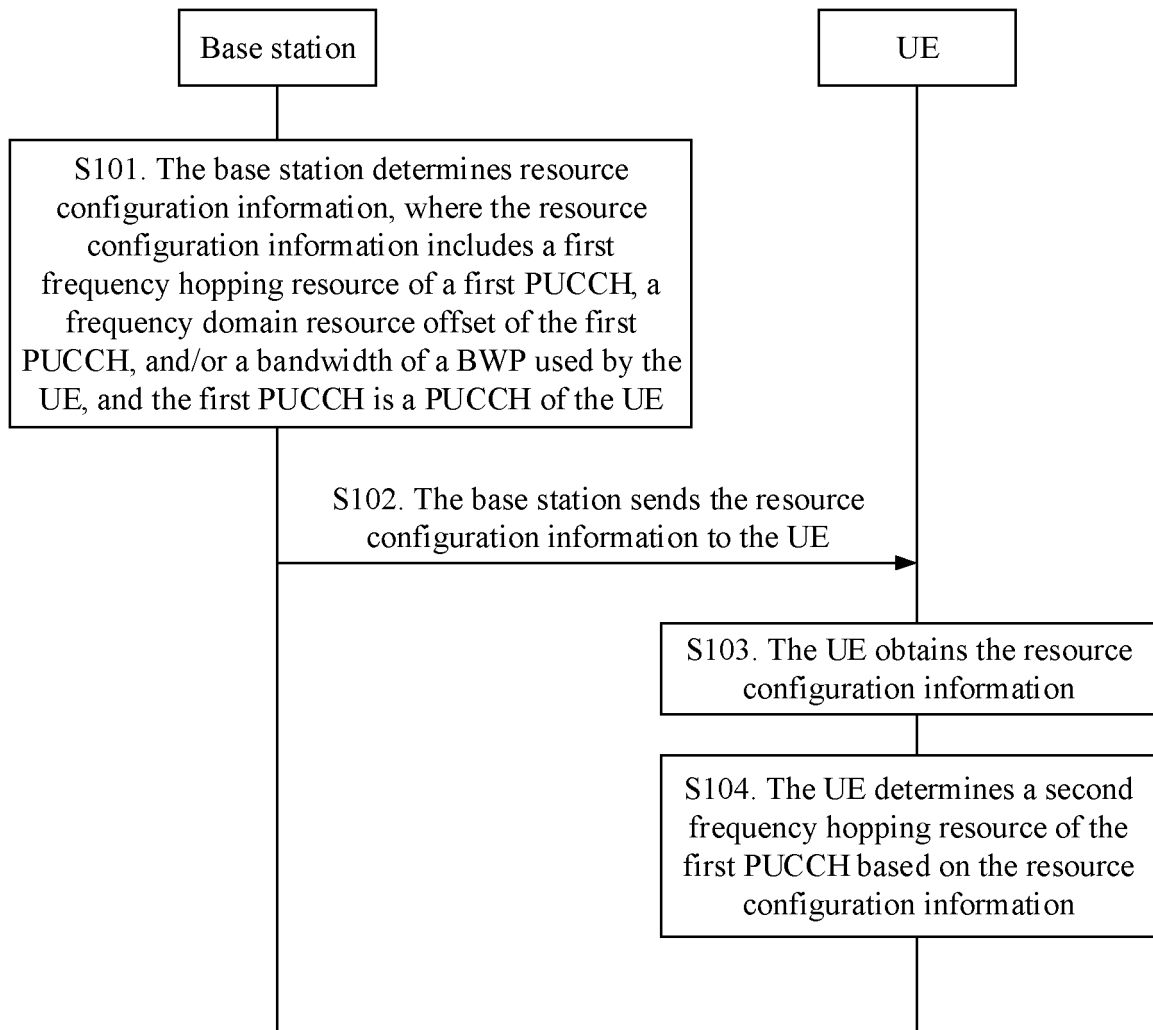 Base station
UE
S101. The base station determines resource
configuration information, where the resource
configuration information includes a first
frequency hopping resource of a first PUCCH, a
frequency domain resource offset of the first
PUCCH, and/or a bandwidth of a BWP used by the
UE, and the first PUCCH is a PUCCH of the UE
S102. The base station sends the resource
configuration information to the UE
S103. The UE obtains the resource
configuration information
S104. The UE determines a second
frequency hopping resource of the
first PUCCH based on the resource
configuration information